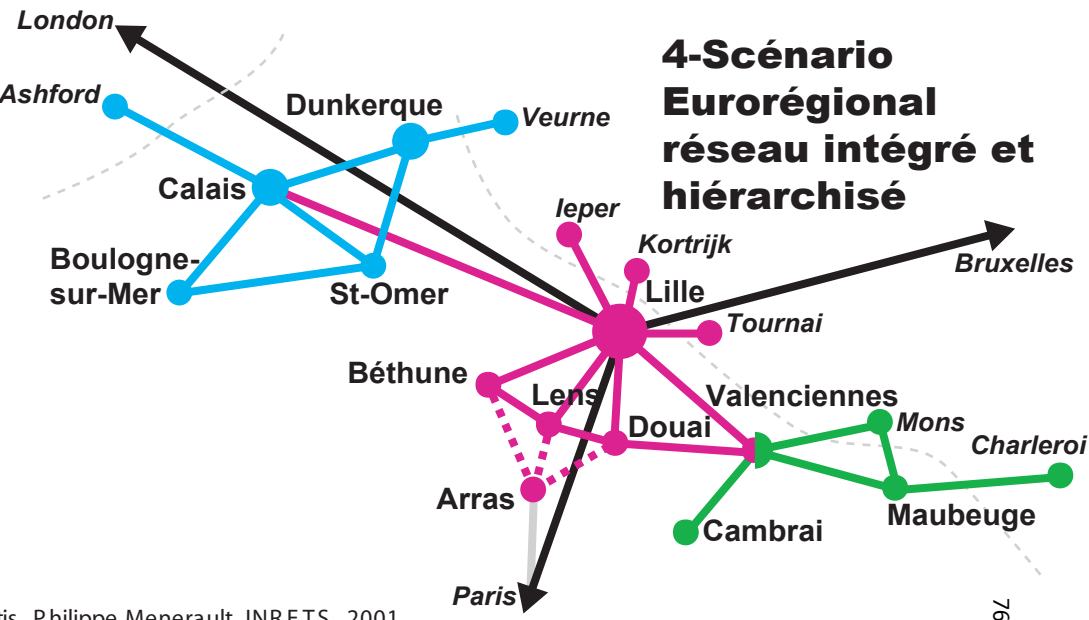 London
4-Scénario
Eurorégional
réseau intégré et
hiérarchisé
Ashford
Dunkerque
Veurne
Calais
Ieper
Kortrijk
Boulogne-
sur-Mer
St-Omer
Lille
Bruxelles
Tournai
Béthune
Lens
Valenciennes
Douai
Mons
Charleroi
Arras
Maubeuge
Cambrai
Paris
Philippe Menerault, INRETS, 2001
76